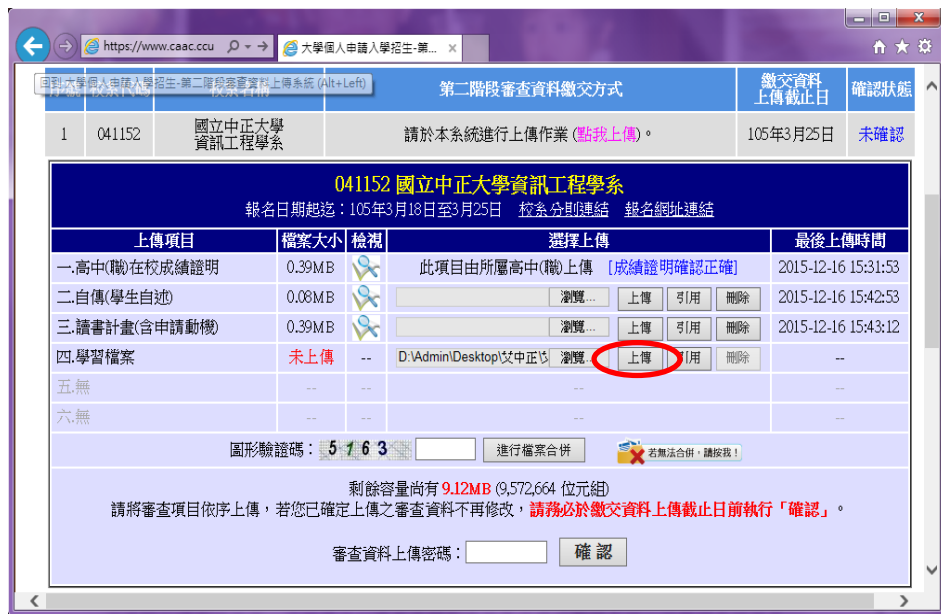 https://www.caac.ccu
大學個人申請入學招生-第...
回到 大學個人申請入學招生-第二階段審查資料上傳系統 (Alt+Left)
第二階段審查資料繳交方式
繳交資料
上傳截止日
確認狀態
1 041152 國立中正大學
資訊工程學系
請於本系統進行上傳作業 (點我上傳)。
105年3月25日
未確認
041152 國立中正大學資訊工程學系
報名日期起迄：105年3月18日至3月25日 校系分則連結 報名網址連結
上傳項目 檔案大小 檢視 選擇上傳 最後上傳時間
一.高中(職)在校成績證明 0.39MB 此項目由所屬高中(職)上傳 [成績證明確認正確] 2015-12-16 15:31:53
二.自傳(學生自述) 0.08MB 瀏覽... 上傳 引用 刪除 2015-12-16 15:42:53
三.讀書計畫(含申請動機) 0.39MB 瀏覽... 上傳 引用 刪除 2015-12-16 15:43:12
四.學習檔案 未上傳 -- D:\Admin\Desktop\ 瀏覽... 上傳 引用 刪除 --
五.無 -- -- -- --
六.無 -- -- -- --
圖形驗證碼： 5163 進行檔案合併 若無法合併，請按我！
剩餘容量尚有 9.12MB (9,572,664 位元組)
請將審查項目依序上傳，若您已確定上傳之審查資料不再修改，請務必於繳交資料上傳截止日前執行「確認」。
審查資料上傳密碼： 確認